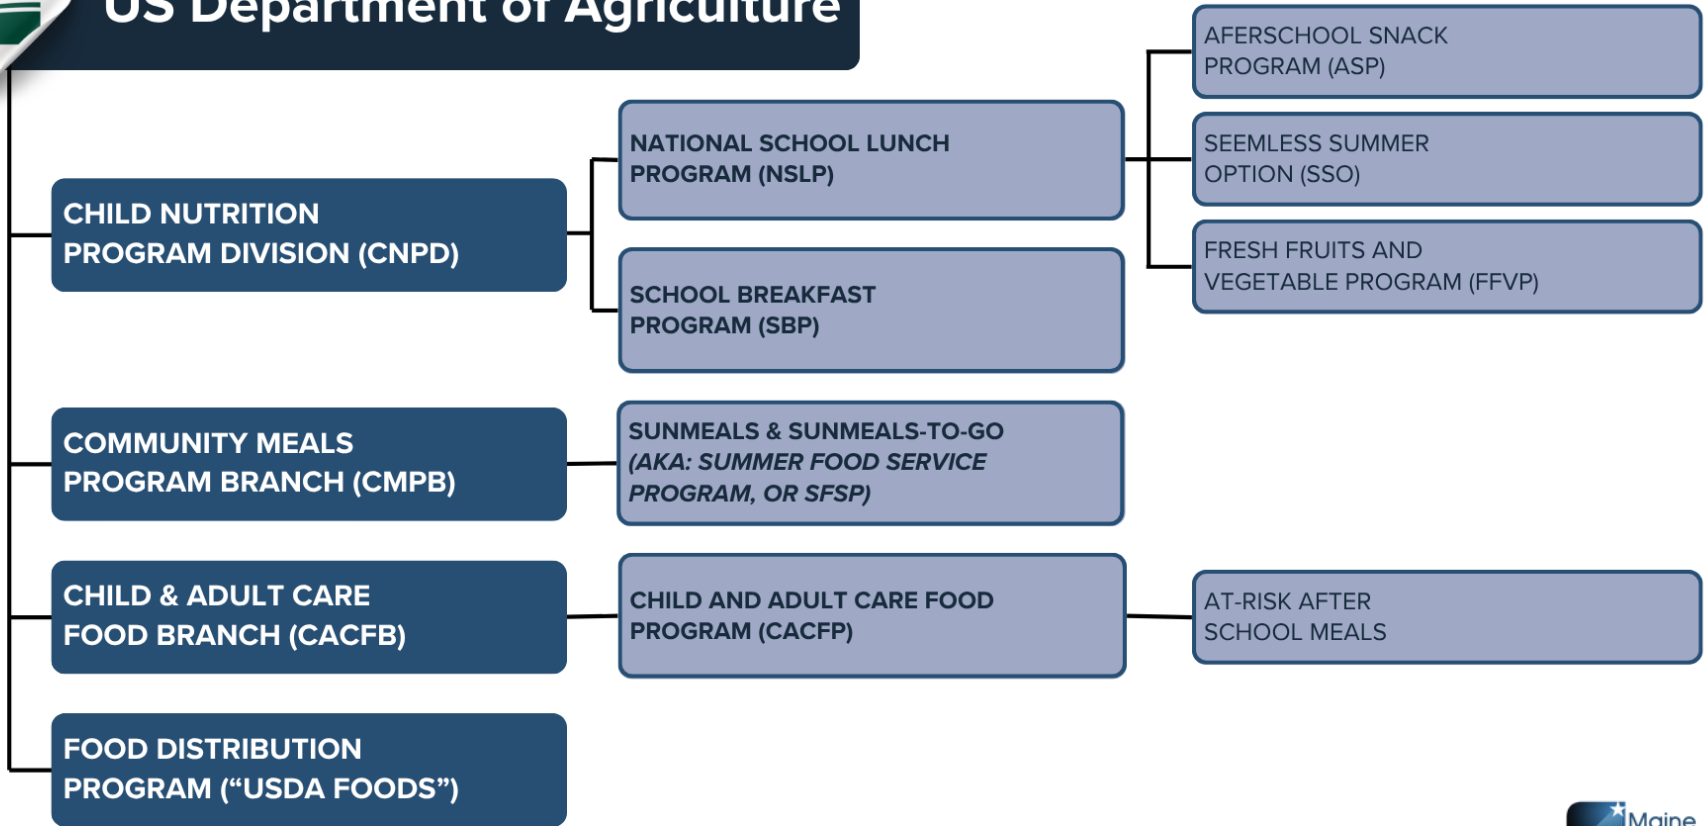 US Department of Agriculture
CHILD NUTRITION
PROGRAM DIVISION (CNPD)
NATIONAL SCHOOL LUNCH
PROGRAM (NSLP)
AFERSCHOOL SNACK
PROGRAM (ASP)
SEEMLESS SUMMER
OPTION (SSO)
FRESH FRUITS AND
VEGETABLE PROGRAM (FFVP)
SCHOOL BREAKFAST
PROGRAM (SBP)
COMMUNITY MEALS
PROGRAM BRANCH (CMPB)
SUNMEALS & SUNMEALS-TO-GO
(AKA: SUMMER FOOD SERVICE
PROGRAM, OR SFSP)
CHILD & ADULT CARE
FOOD BRANCH (CACFB)
CHILD AND ADULT CARE FOOD
PROGRAM (CACFP)
AT-RISK AFTER
SCHOOL MEALS
FOOD DISTRIBUTION
PROGRAM (“USDA FOODS”)
Maine